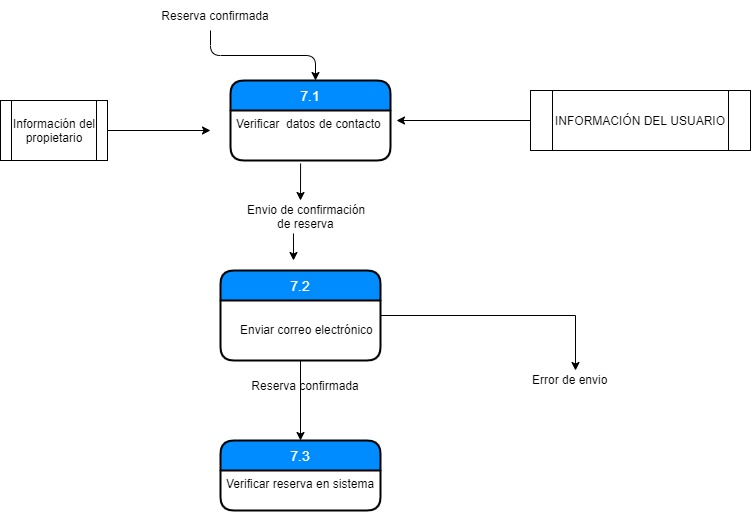 Reserva confirmada
7.1
Verificar datos de contacto
Información del
propietario
INFORMACIÓN DEL USUARIO
Envio de confirmación
de reserva
7.2
Enviar correo electrónico
Reserva confirmada
Error de envio
7.3
Verificar reserva en sistema